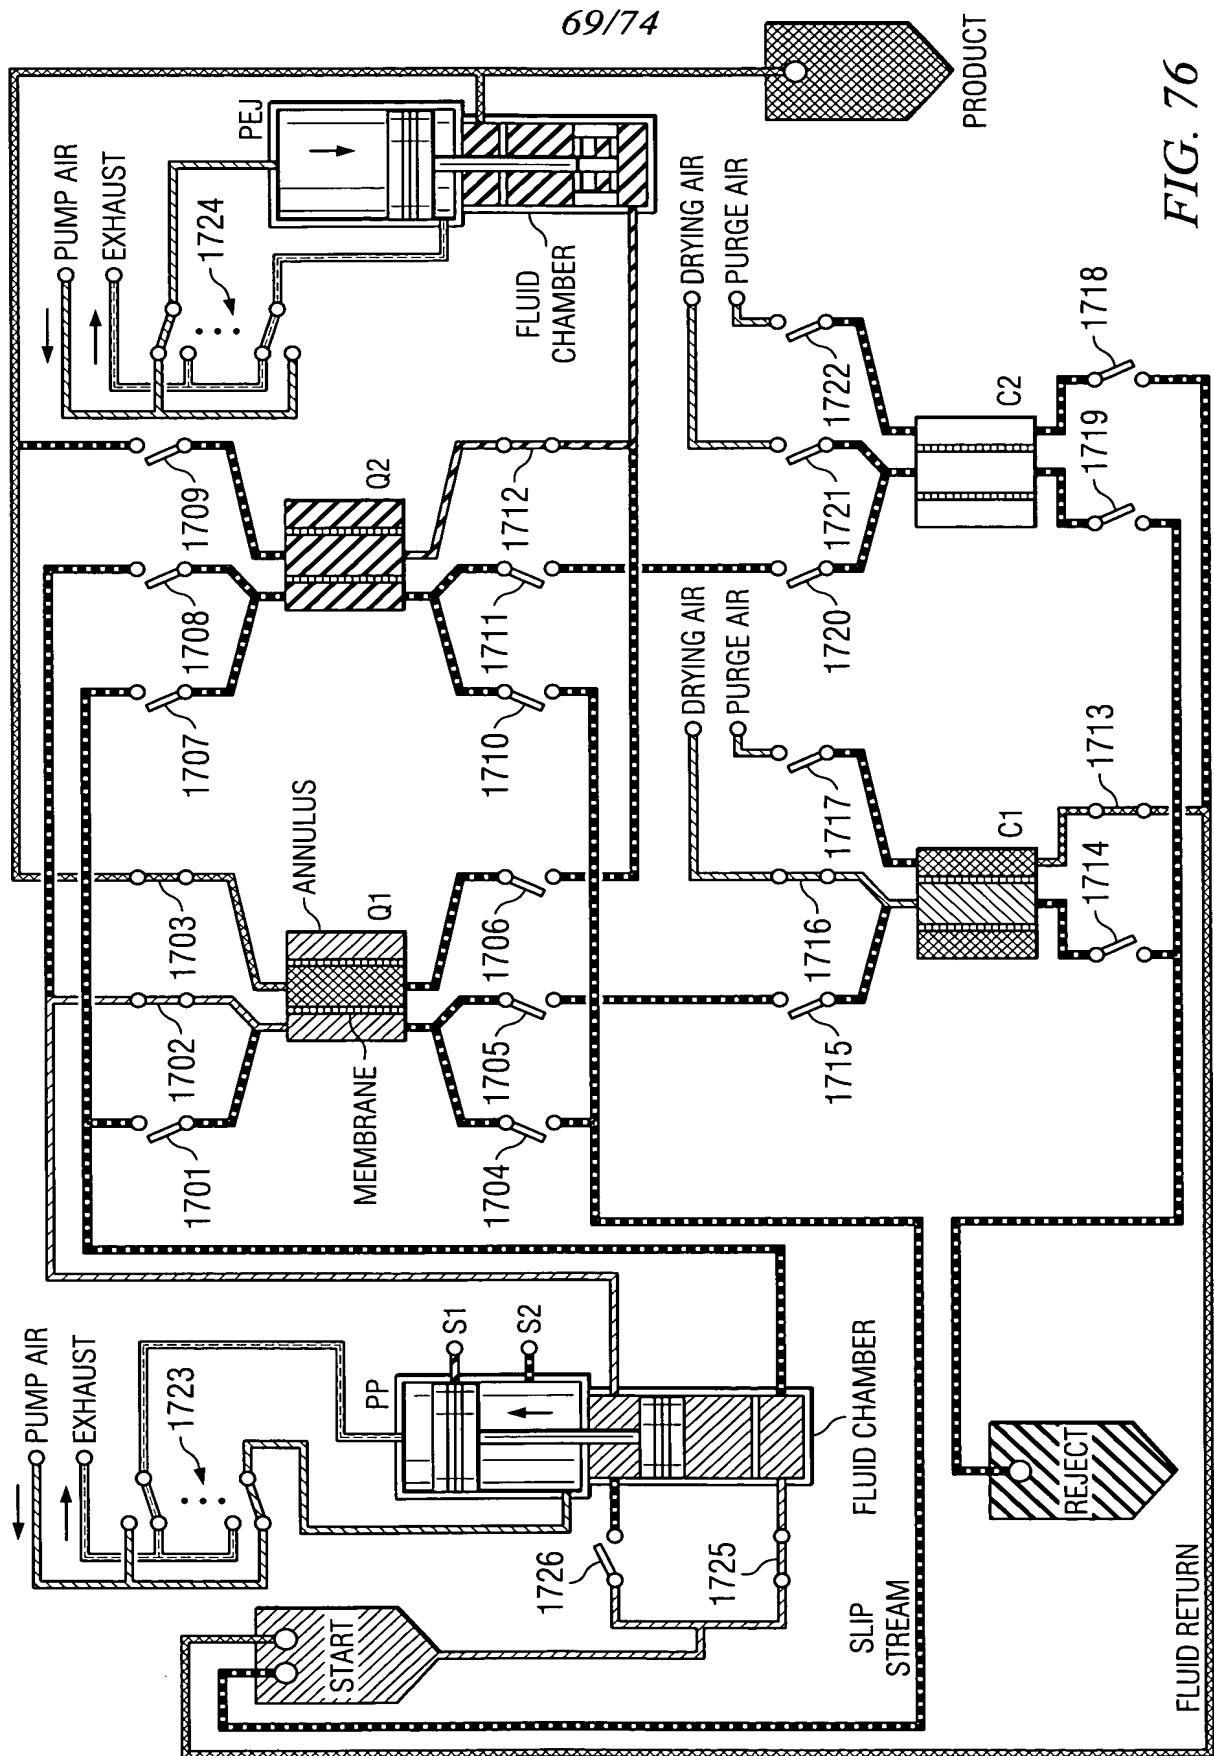 69/74
PUMP AIR
EXHAUST
1723
PP
S1
S2
START
1726
1725
FLUID CHAMBER
SLIP
STREAM
REJECT
FLUID RETURN
1701
1702
1703
ANNULUS
MEMBRANE
Q1
1704
1705
1706
1707
1708
1709
Q2
1710
1711
1712
PUMP AIR
EXHAUST
1724
PEJ
FLUID
CHAMBER
PRODUCT
DRYING AIR
PURGE AIR
1715
1716
1717
C1
1714
1713
DRYING AIR
PURGE AIR
1720
1721
1722
C2
1719
1718
FIG. 76